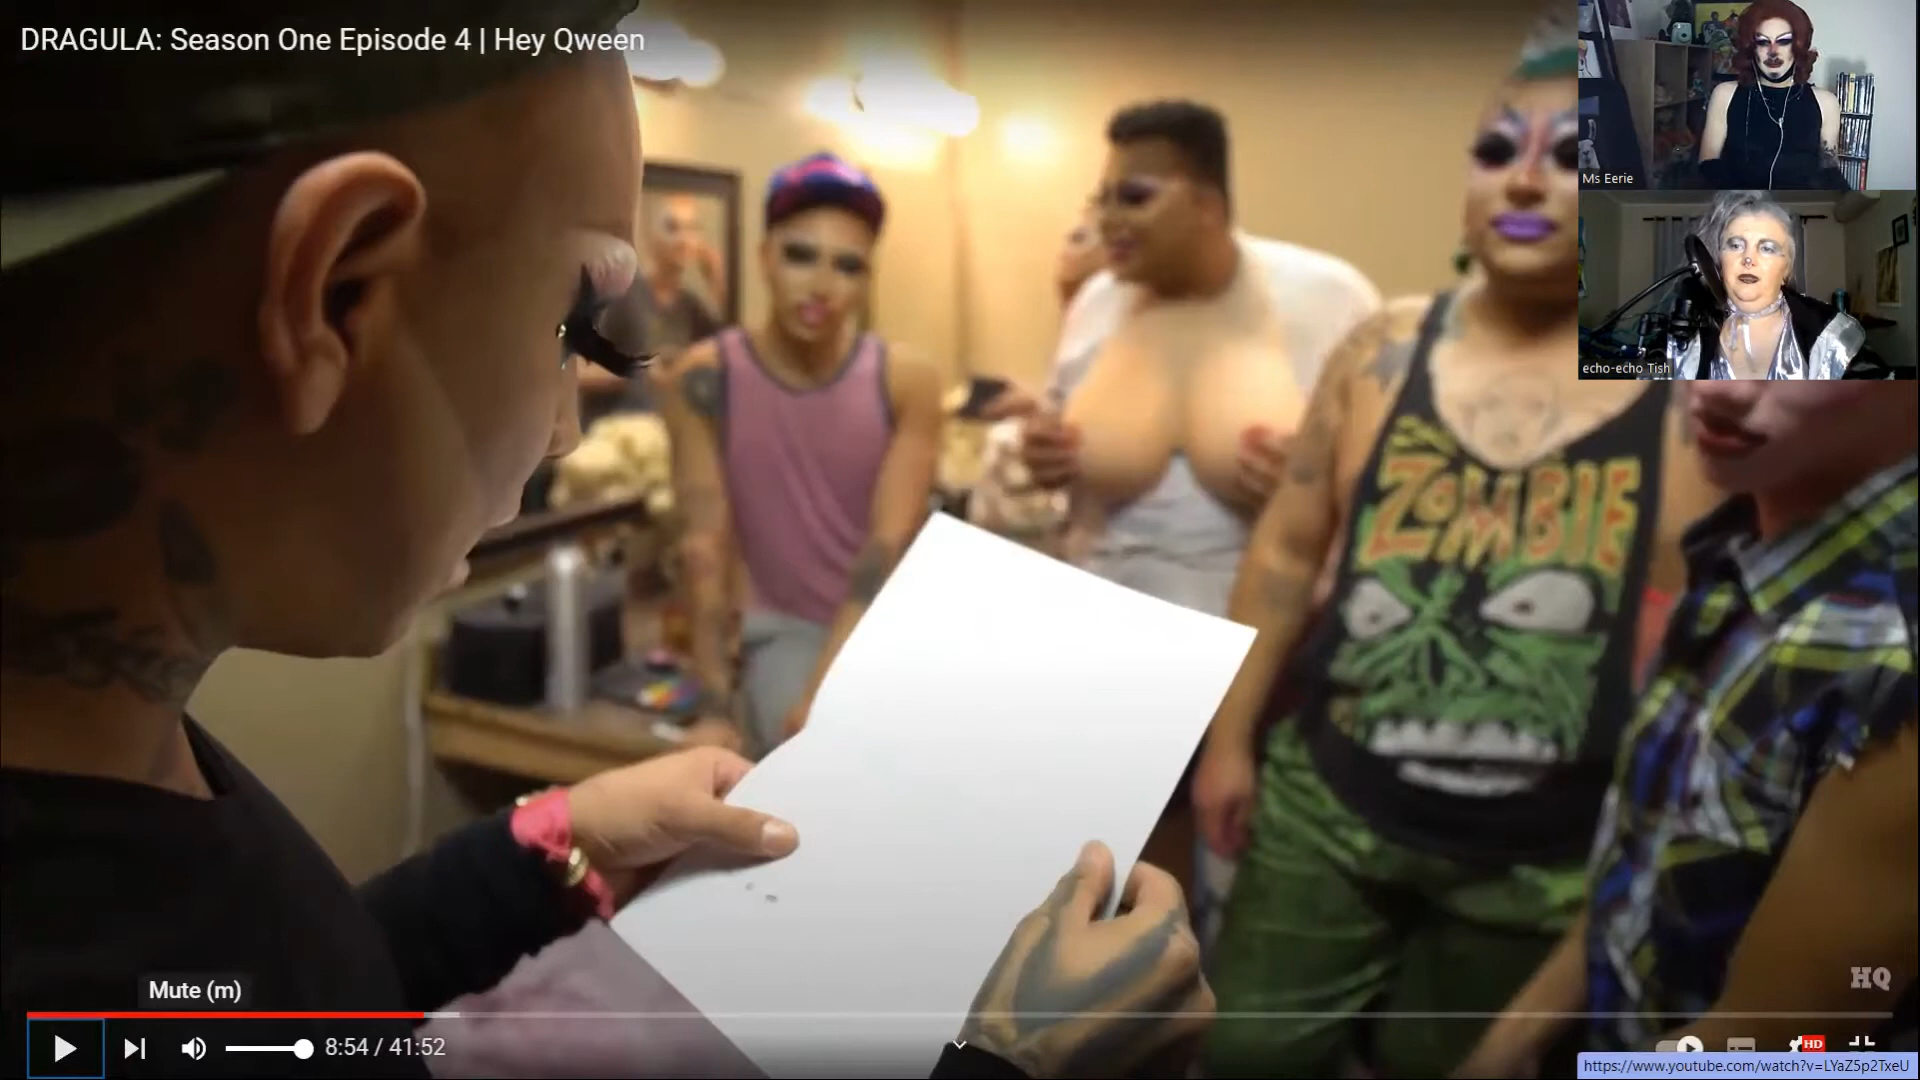 DRAGULA: Season One Episode 4 | Hey Qween
Ms Eerie
echo-echo Tish
ZOMBIE
HQ
Mute (m)
8:54 / 41:52
HD
https://www.youtube.com/watch?v=LYaZ5p2TxeU